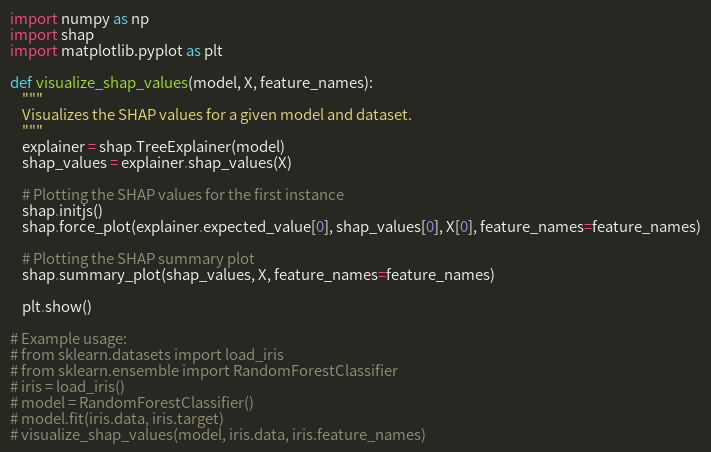 import numpy as np
import shap
import matplotlib.pyplot as plt

def visualize_shap_values(model, X, feature_names):
    """
    Visualizes the SHAP values for a given model and dataset.
    """
    explainer = shap.TreeExplainer(model)
    shap_values = explainer.shap_values(X)

    # Plotting the SHAP values for the first instance
    shap.initjs()
    shap.force_plot(explainer.expected_value[0], shap_values[0], X[0], feature_names=feature_names)

    # Plotting the SHAP summary plot
    shap.summary_plot(shap_values, X, feature_names=feature_names)

    plt.show()

# Example usage:
# from sklearn.datasets import load_iris
# from sklearn.ensemble import RandomForestClassifier
# iris = load_iris()
# model = RandomForestClassifier()
# model.fit(iris.data, iris.target)
# visualize_shap_values(model, iris.data, iris.feature_names)